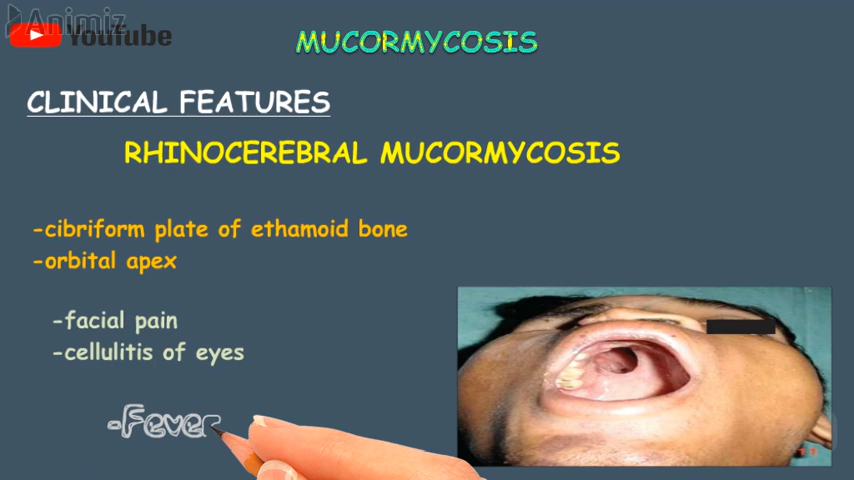 Animiz
YouTube
MUCORMYCOSIS
CLINICAL FEATURES
RHINOCEREBRAL MUCORMYCOSIS
-cibriform plate of ethamoid bone
-orbital apex
-facial pain
-cellulitis of eyes
-Fever